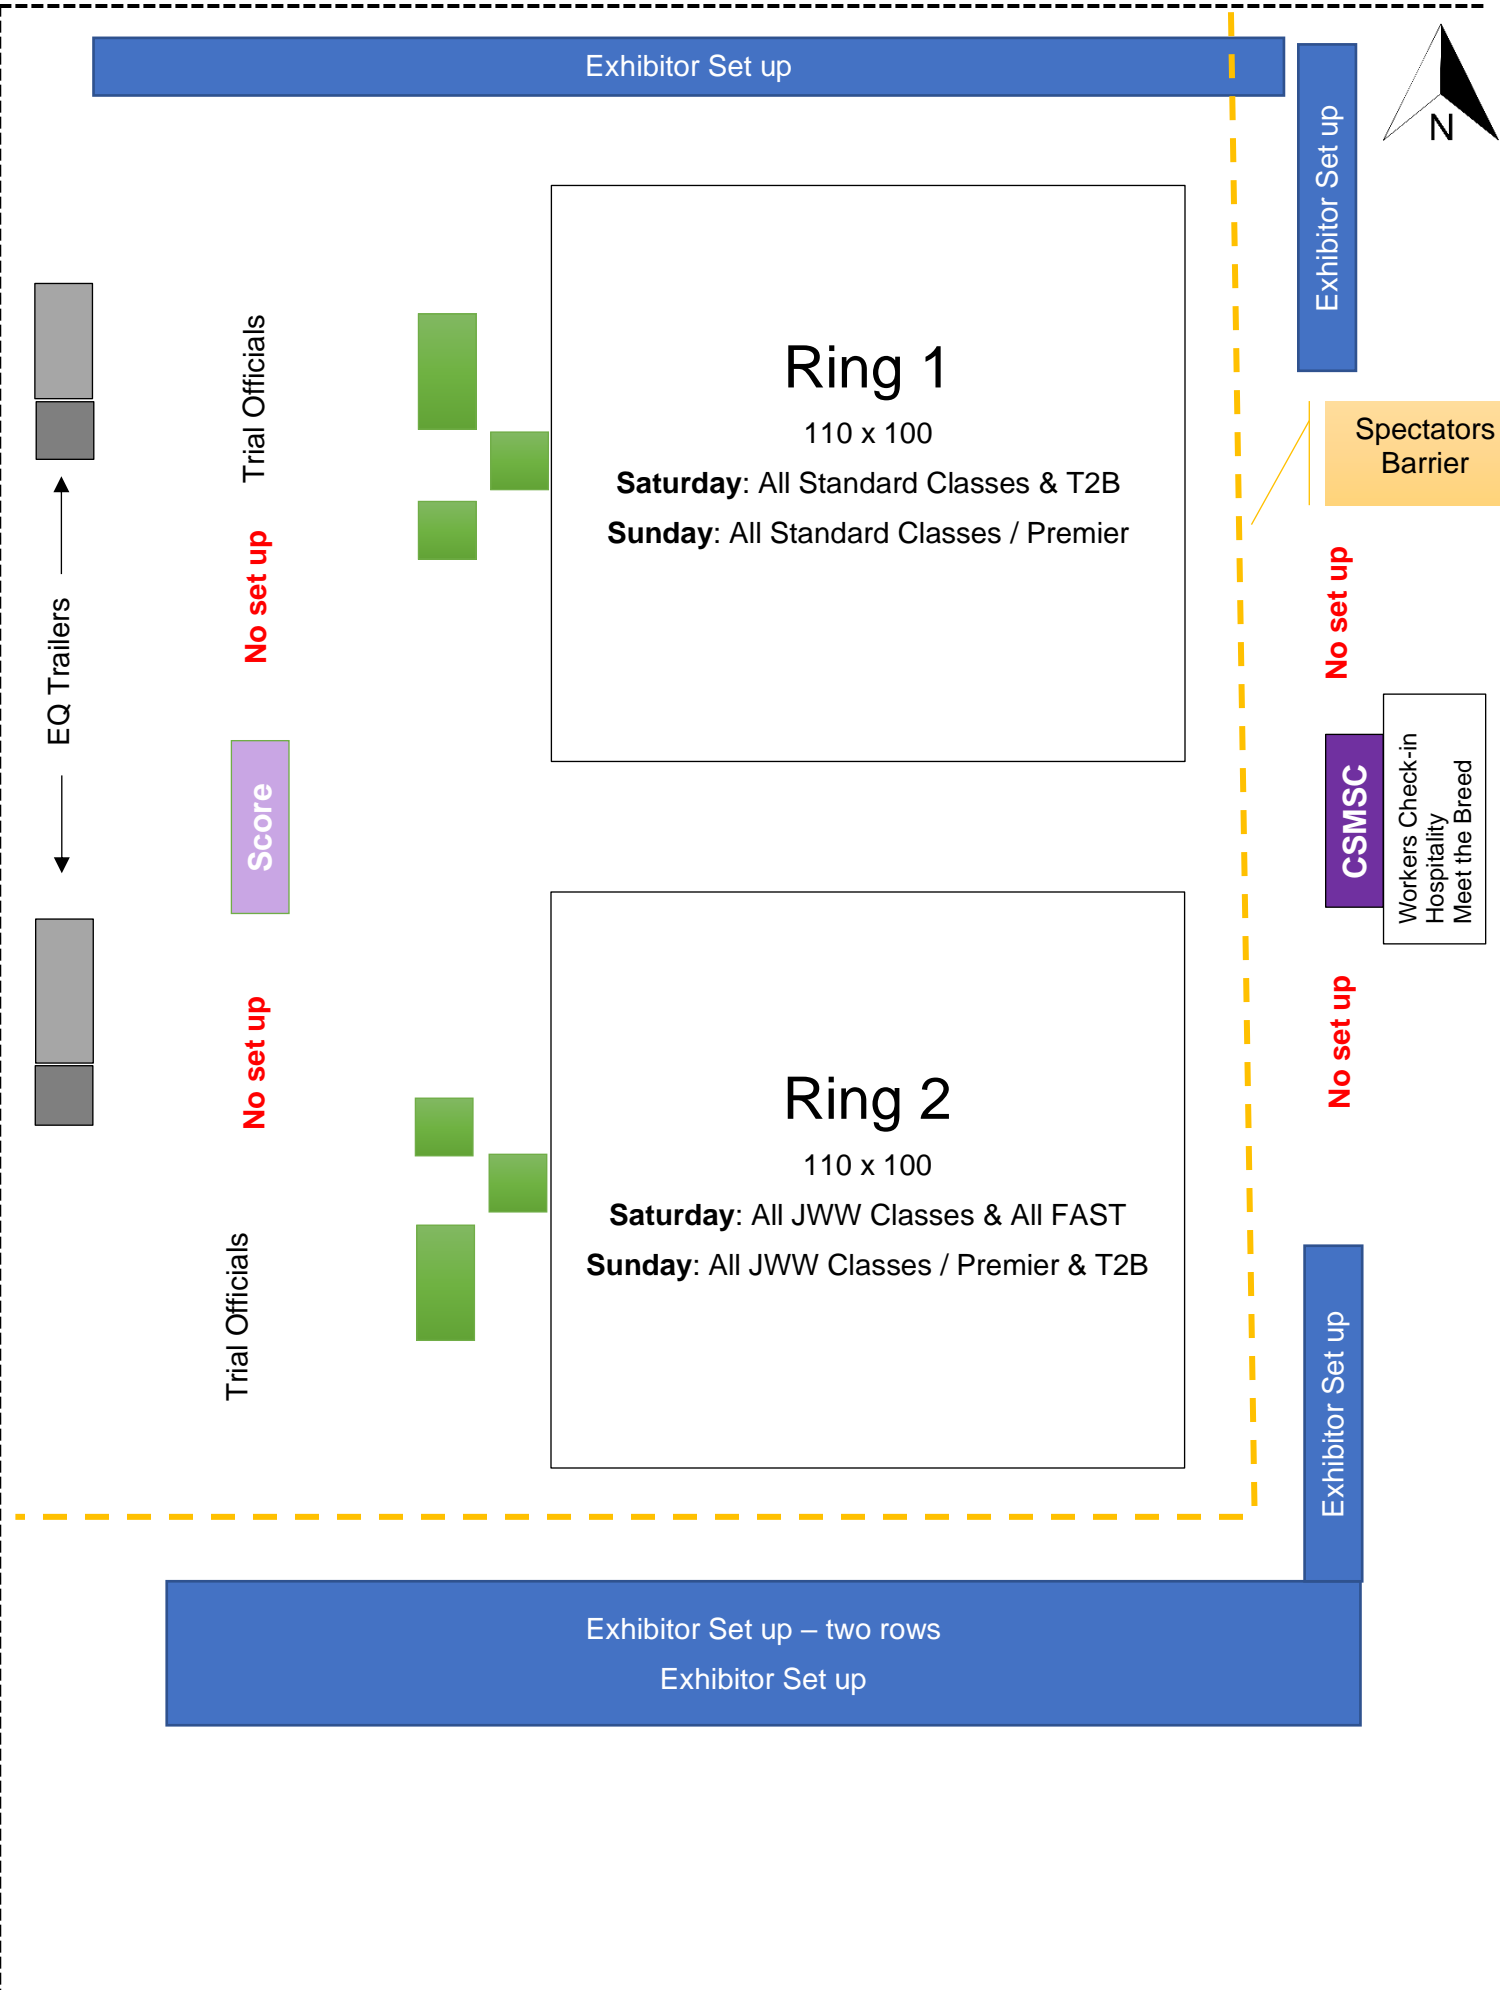 Exhibitor Set up
N
Exhibitor Set up
Ring 1
110 x 100
Saturday: All Standard Classes & T2B
Sunday: All Standard Classes / Premier
Trial Officials
No set up
EQ Trailers
Score
Spectators
Barrier
No set up
CSMSC
Workers Check-in
Hospitality
Meet the Breed
No set up
No set up
Trial Officials
Ring 2
110 x 100
Saturday: All JWW Classes & All FAST
Sunday: All JWW Classes / Premier & T2B
Exhibitor Set up
Exhibitor Set up – two rows
Exhibitor Set up